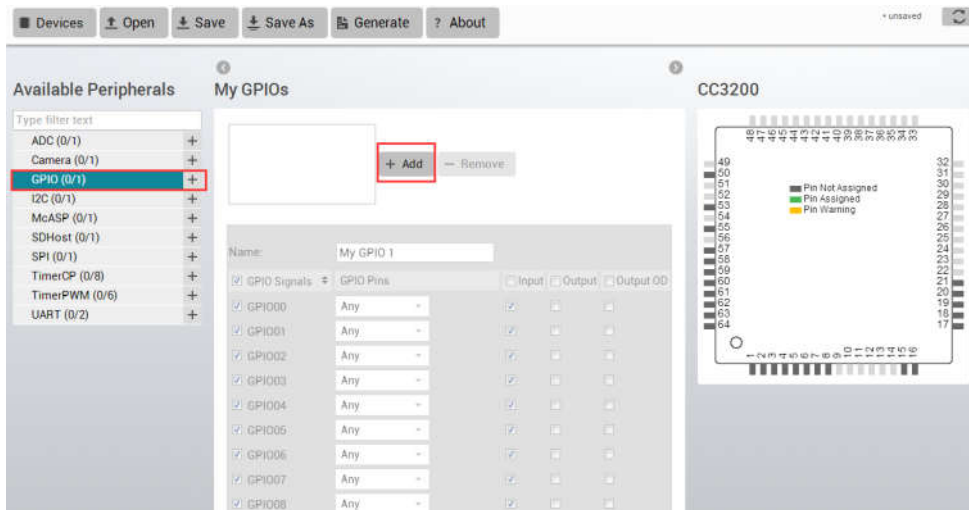 Devices Open Save Save As Generate ? About * unsaved
Available Peripherals
Type filter text
ADC (0/1) +
Camera (0/1) +
GPIO (0/1) +
I2C (0/1) +
McASP (0/1) +
SDHost (0/1) +
SPI (0/1) +
TimerCP (0/8) +
TimerPWM (0/6) +
UART (0/2) +
My GPIOs
+ Add − Remove
Name: My GPIO 1
GPIO Signals GPIO Pins Input Output Output OD
GPIO00 Any
GPIO01 Any
GPIO02 Any
GPIO03 Any
GPIO04 Any
GPIO05 Any
GPIO06 Any
GPIO07 Any
GPIO08 Any
CC3200
48 47 46 45 44 43 42 41 40 39 38 37 36 35 34 33
49 32
50 31
51 30
52 29
53 28
54 27
55 26
56 25
57 24
58 23
59 22
60 21
61 20
62 19
63 18
64 17
Pin Not Assigned
Pin Assigned
Pin Warning
1 2 3 4 5 6 7 8 9 10 11 12 13 14 15 16